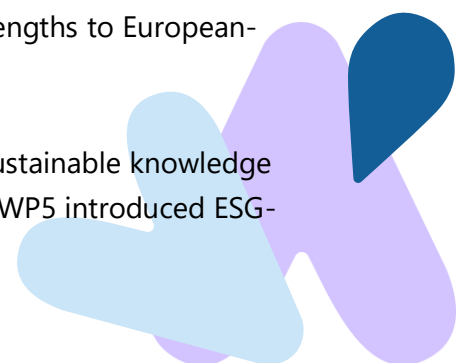 engths to European-
ustainable knowledge
WP5 introduced ESG-